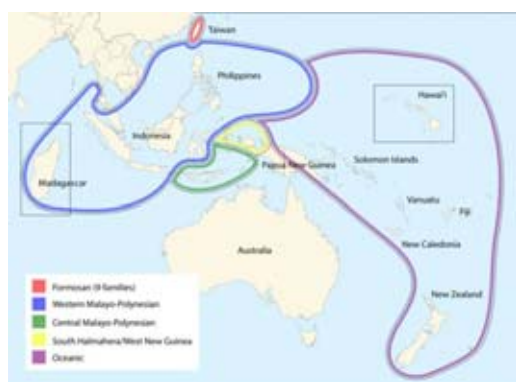 Taiwan
Philippines
Hawai'i
Indonesia
Madagascar
Papua New Guinea
Solomon Islands
Vanuatu
Fiji
Australia
New Caledonia
New Zealand
Formosan (9 families)
Western Malayo-Polynesian
Central Malayo-Polynesian
South Halmahera/West New Guinea
Oceanic